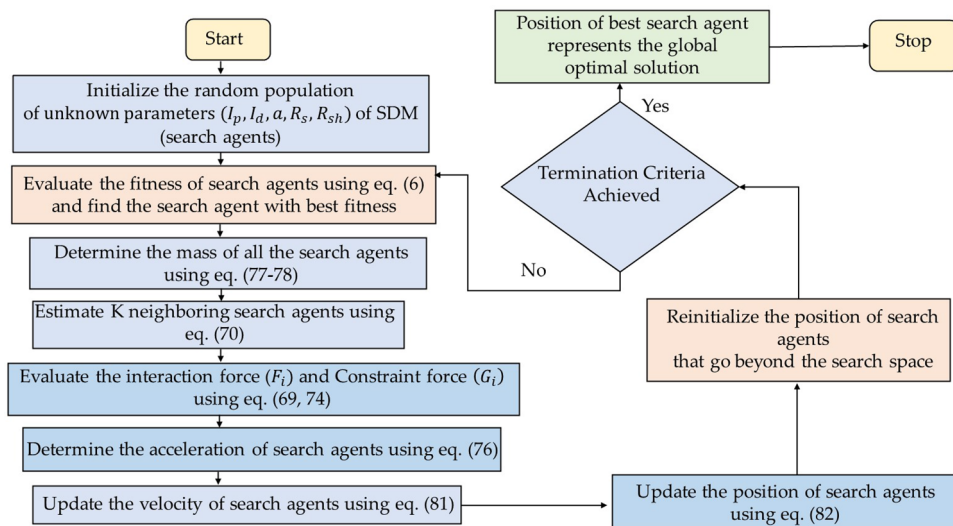 Start
Initialize the random population
of unknown parameters (I_p, I_d, a, R_s, R_sh) of SDM
(search agents)
Evaluate the fitness of search agents using eq. (6)
and find the search agent with best fitness
Determine the mass of all the search agents
using eq. (77-78)
Estimate K neighboring search agents using
eq. (70)
Evaluate the interaction force (F_i) and Constraint force (G_i)
using eq. (69, 74)
Determine the acceleration of search agents using eq. (76)
Update the velocity of search agents using eq. (81)
Update the position of search agents
using eq. (82)
Reinitialize the position of search
agents
that go beyond the search space
Termination Criteria
Achieved
No
Yes
Position of best search agent
represents the global
optimal solution
Stop